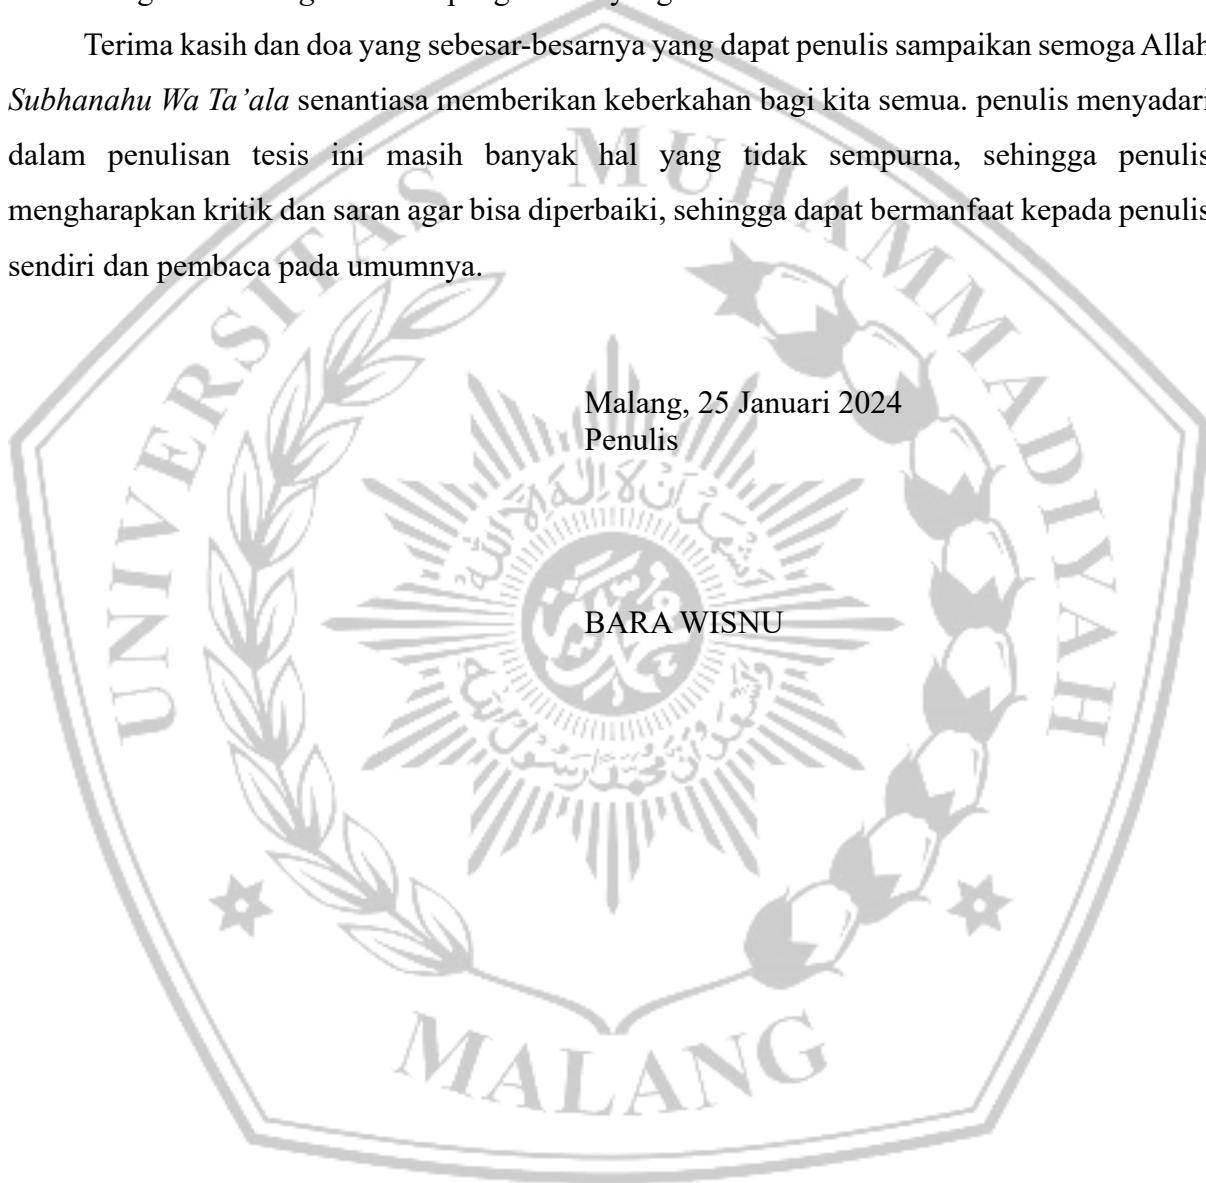 Terima kasih dan doa yang sebesar-besarnya yang dapat penulis sampaikan semoga Allah
Subhanahu Wa Ta’ala senantiasa memberikan keberkahan bagi kita semua. penulis menyadari
dalam penulisan tesis ini masih banyak hal yang tidak sempurna, sehingga penulis
mengharapkan kritik dan saran agar bisa diperbaiki, sehingga dapat bermanfaat kepada penulis
sendiri dan pembaca pada umumnya.
Malang, 25 Januari 2024
Penulis
BARA WISNU
UNIVERSITAS MUHAMMADIYAH
MALANG